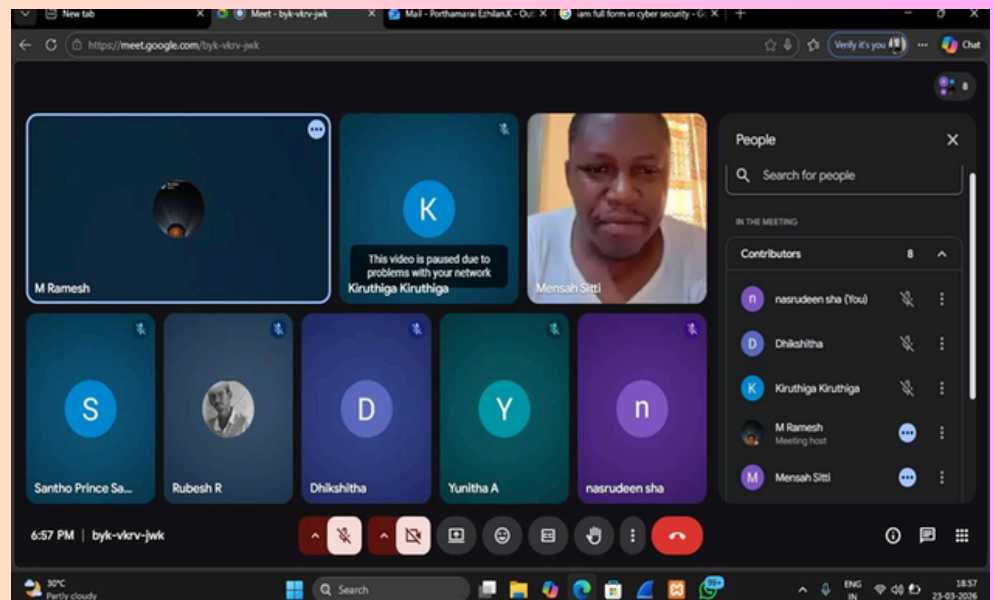 New tab
Meet - byk-vkrv-jwk
Mail - Porthamarai Ezhilan.K - Out
iam full form in cyber security - G
https://meet.google.com/byk-vkrv-jwk
Verify it's you
Chat
8
M Ramesh
K
This video is paused due to
problems with your network
Kiruthiga Kiruthiga
Mensah Sitti
S
Santho Prince Sa...
Rubesh R
D
Dhikshitha
Y
Yunitha A
n
nasrudeen sha
People
Search for people
IN THE MEETING
Contributors 8
n nasrudeen sha (You)
D Dhikshitha
K Kiruthiga Kiruthiga
M Ramesh
Meeting host
M Mensah Sitti
6:57 PM | byk-vkrv-jwk
30°C
Partly cloudy
Search
99+
ENG
IN
18:57
23-03-2026